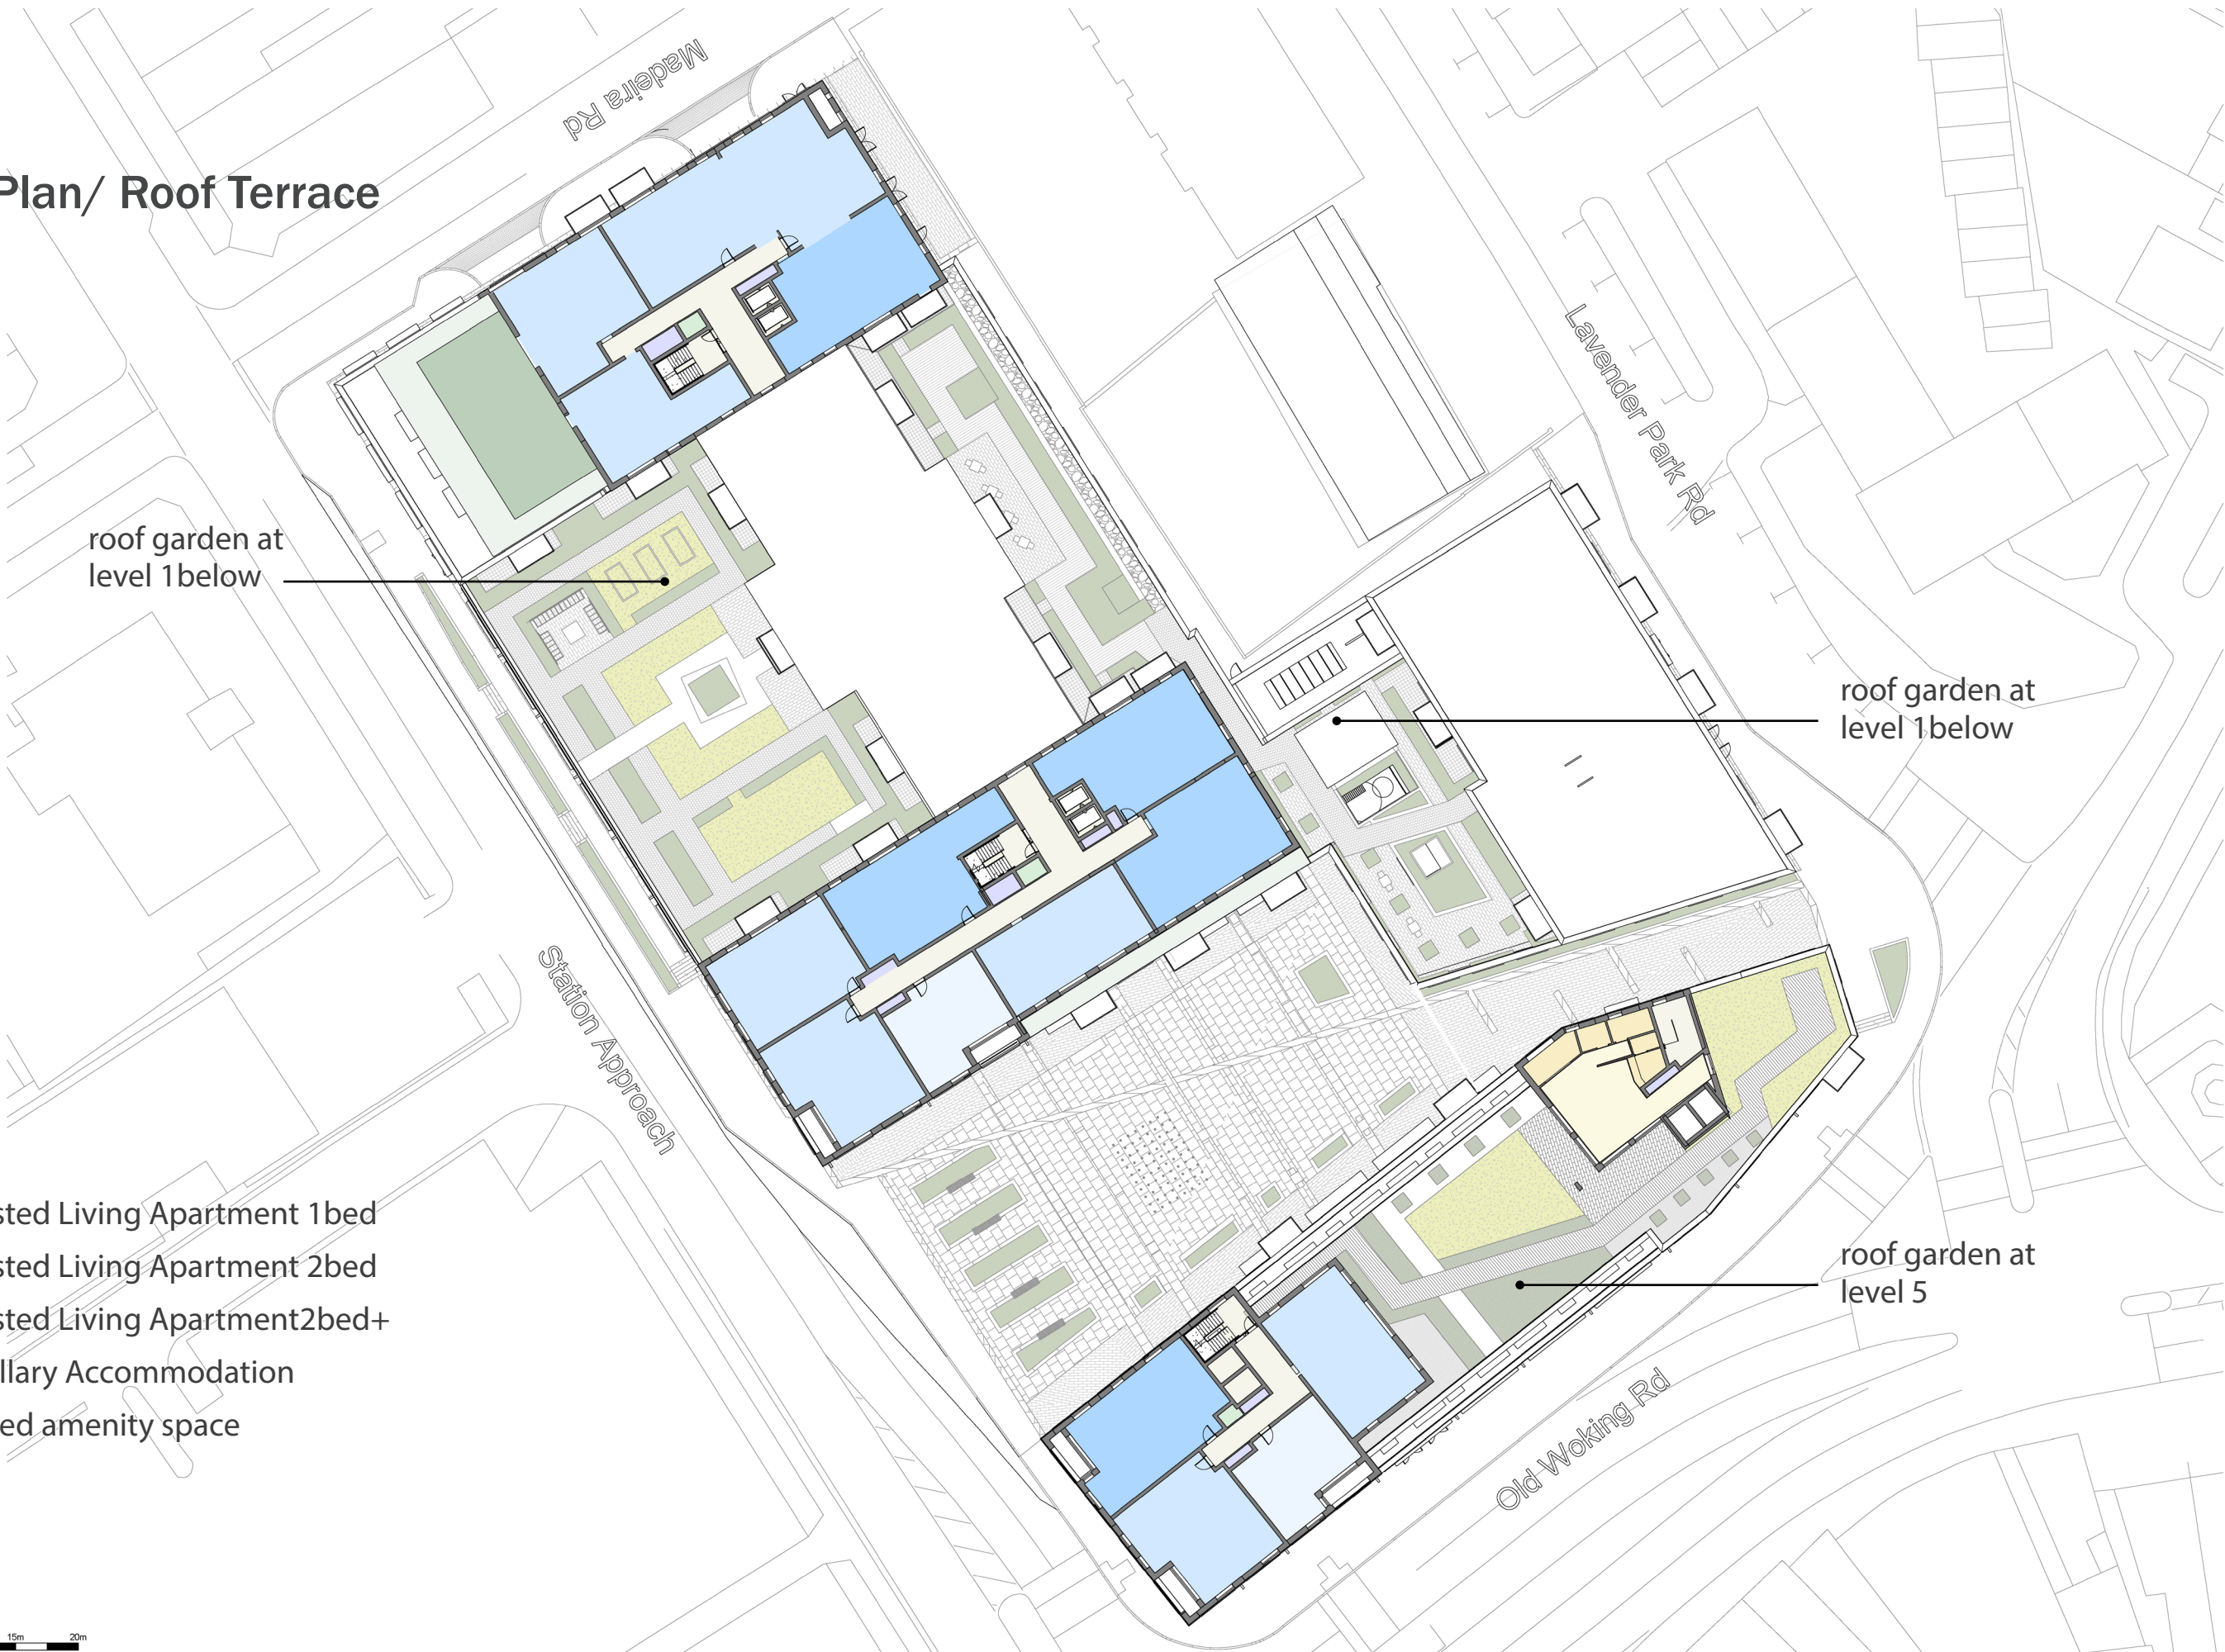 Madeira Rd
Plan/ Roof Terrace
Lavender Park Rd
roof garden at
level 1below
roof garden at
level 1below
Station Approach
sted Living Apartment 1bed
sted Living Apartment 2bed
sted Living Apartment2bed+
llary Accommodation
ed amenity space
roof garden at
level 5
Old Woking Rd
15m 20m